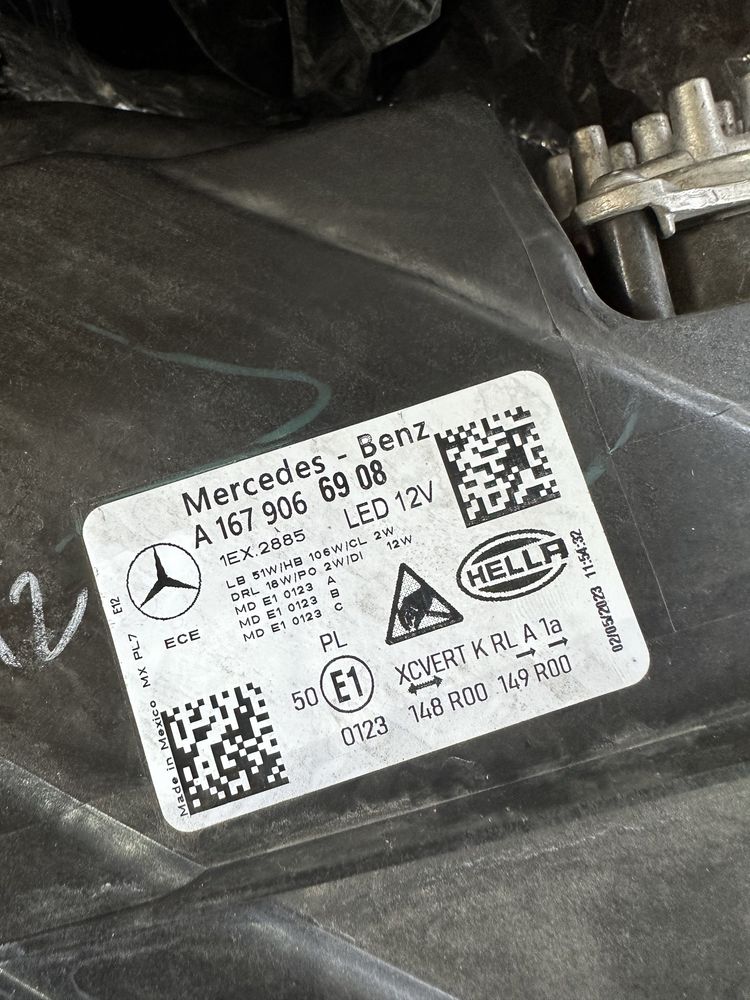 Mercedes - Benz
A 167 906 69 08
1EX.2885
LED 12V
LB 51W/HB 106W/CL 2W
DRL 18W/PO 2W/DI 12W
MD E1 0123 A
MD E1 0123 B
MD E1 0123 C
ECE
HELLA
02/05/2023 11:54:32
PL
50 E1
XCVERT K RL A 1a
0123 148 R00 149 R00
Made in Mexico MX PL7 E12
12